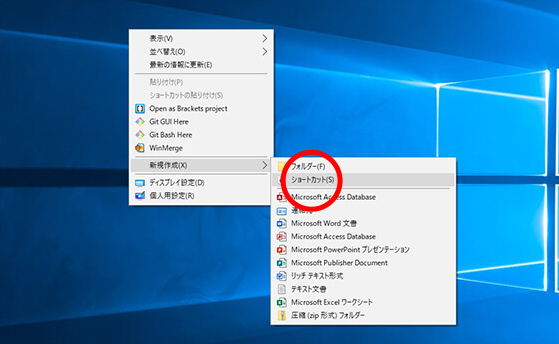 表示(V)
並べ替え(O)
最新の情報に更新(E)
貼り付け(P)
ショートカットの貼り付け(S)
Open as Brackets project
Git GUI Here
Git Bash Here
WinMerge
新規作成(X)
ディスプレイ設定(D)
個人用設定(R)
フォルダー(F)
ショートカット(S)
Microsoft Access Database
連絡先
Microsoft Word 文書
Microsoft Access Database
Microsoft PowerPoint プレゼンテーション
Microsoft Publisher Document
リッチ テキスト形式
テキスト文書
Microsoft Excel ワークシート
圧縮 (zip 形式) フォルダー